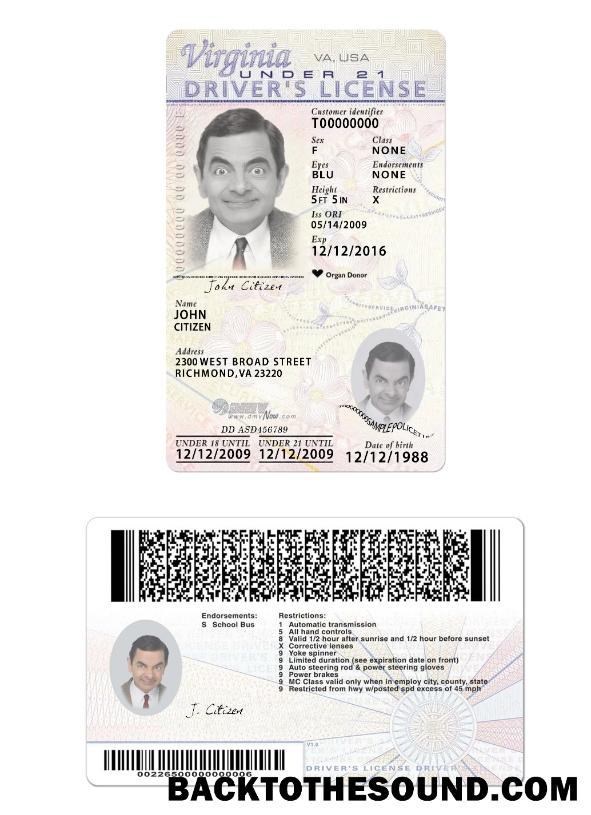 Virginia VA, USA
UNDER 21
DRIVER'S LICENSE
Customer identifier
T00000000
Sex Class
F NONE
Eyes Endorsements
BLU NONE
Height Restrictions
5FT 5IN X
Iss ORI
05/14/2009
Exp
12/12/2016
Organ Donor
John Citizen
Name
JOHN
CITIZEN
Address
2300 WEST BROAD STREET
RICHMOND, VA 23220
www.dmvNow.com
DD ASD456789
UNDER 18 UNTIL UNDER 21 UNTIL
12/12/2009 12/12/2009
Date of birth
12/12/1988
Endorsements:
S School Bus
Restrictions:
1 Automatic transmission
5 All hand controls
8 Valid 1/2 hour after sunrise and 1/2 hour before sunset
X Corrective lenses
9 Yoke spinner
9 Limited duration (see expiration date on front)
9 Auto steering rod & power steering gloves
9 Power brakes
9 MC Class valid only when in employ city, county, state
9 Restricted from hwy w/posted spd excess of 45 mph
J. Citizen
V1.0
DRIVER'S LICENSE
BACKTOTHESOUND.COM